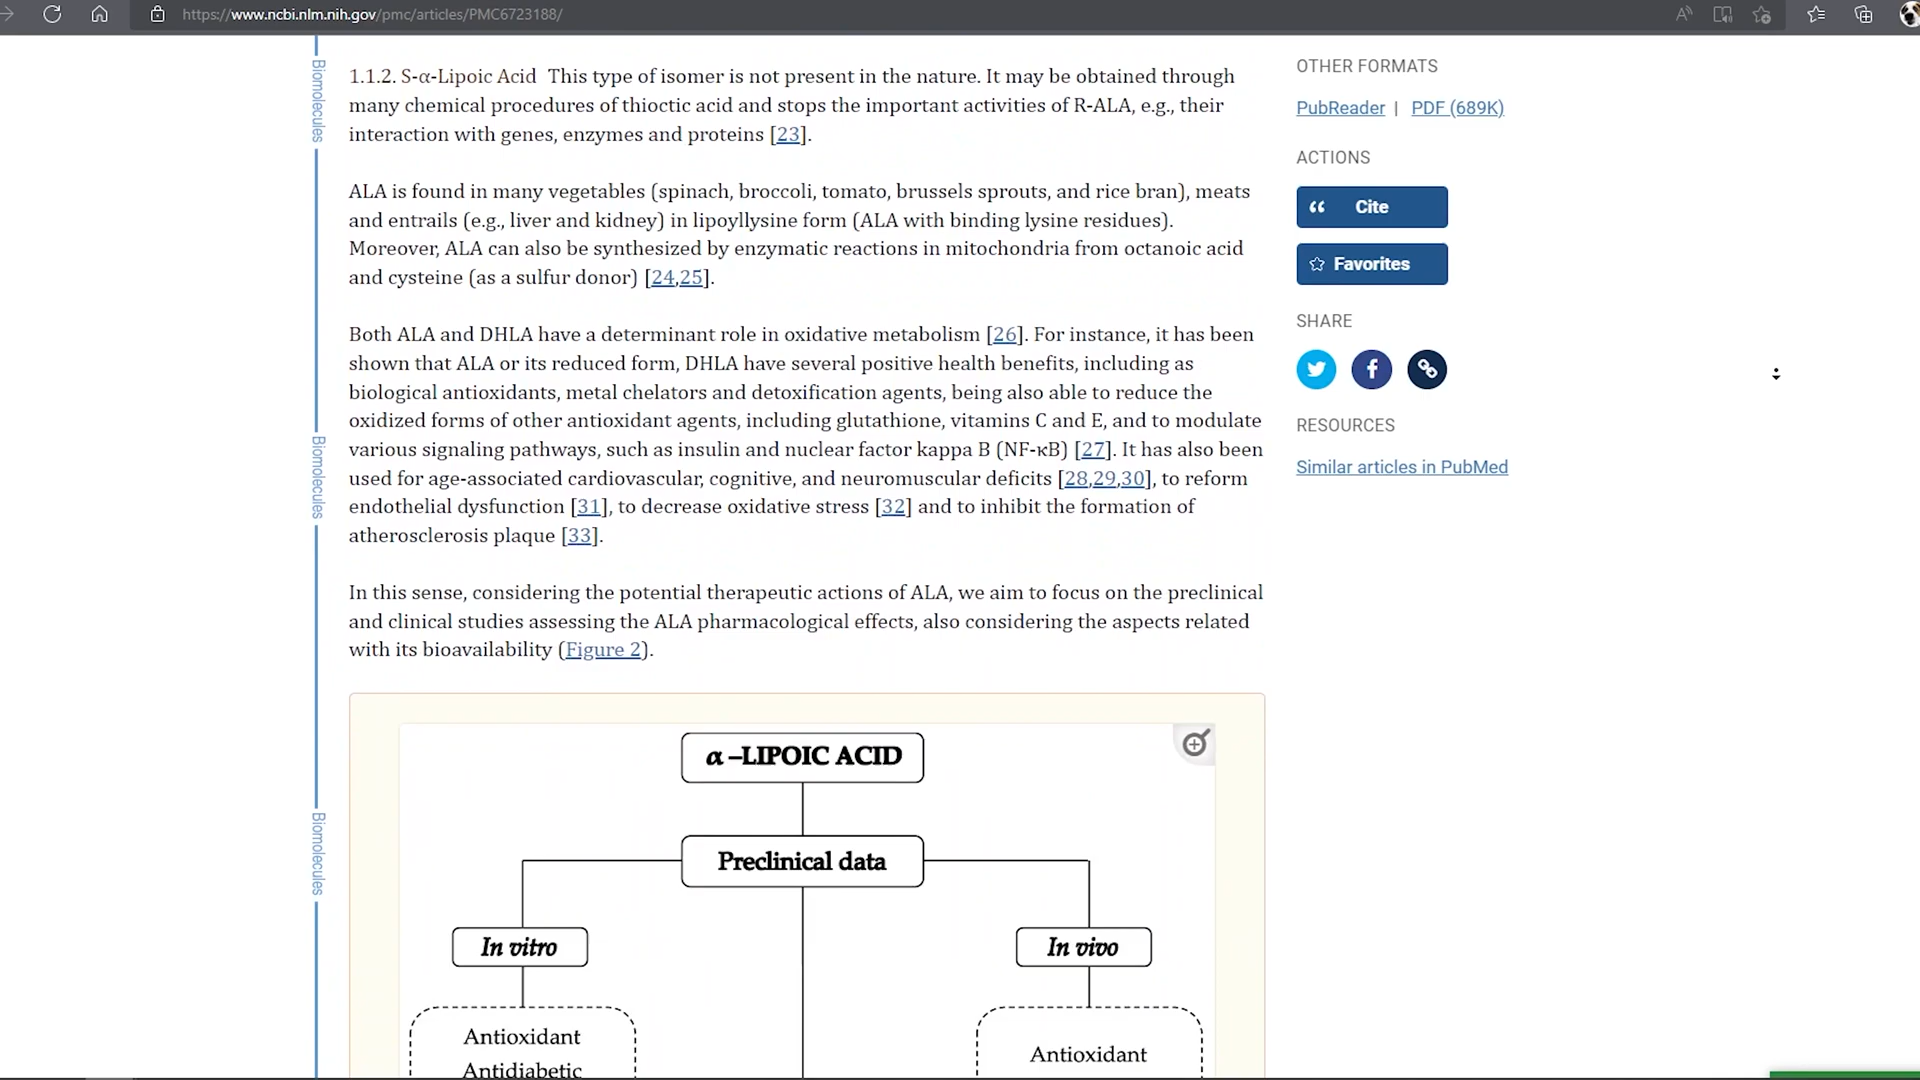 https://www.ncbi.nlm.nih.gov/pmc/articles/PMC6723188/
Biomolecules
Biomolecules
Biomolecules
1.1.2. S-α-Lipoic Acid  This type of isomer is not present in the nature. It may be obtained through
many chemical procedures of thioctic acid and stops the important activities of R-ALA, e.g., their
interaction with genes, enzymes and proteins [23].
ALA is found in many vegetables (spinach, broccoli, tomato, brussels sprouts, and rice bran), meats
and entrails (e.g., liver and kidney) in lipoyllysine form (ALA with binding lysine residues).
Moreover, ALA can also be synthesized by enzymatic reactions in mitochondria from octanoic acid
and cysteine (as a sulfur donor) [24,25].
Both ALA and DHLA have a determinant role in oxidative metabolism [26]. For instance, it has been
shown that ALA or its reduced form, DHLA have several positive health benefits, including as
biological antioxidants, metal chelators and detoxification agents, being also able to reduce the
oxidized forms of other antioxidant agents, including glutathione, vitamins C and E, and to modulate
various signaling pathways, such as insulin and nuclear factor kappa B (NF-κB) [27]. It has also been
used for age-associated cardiovascular, cognitive, and neuromuscular deficits [28,29,30], to reform
endothelial dysfunction [31], to decrease oxidative stress [32] and to inhibit the formation of
atherosclerosis plaque [33].
In this sense, considering the potential therapeutic actions of ALA, we aim to focus on the preclinical
and clinical studies assessing the ALA pharmacological effects, also considering the aspects related
with its bioavailability (Figure 2).
α –LIPOIC ACID
Preclinical data
In vitro
In vivo
Antioxidant
Antidiabetic
Antioxidant
OTHER FORMATS
PubReader | PDF (689K)
ACTIONS
Cite
Favorites
SHARE
RESOURCES
Similar articles in PubMed